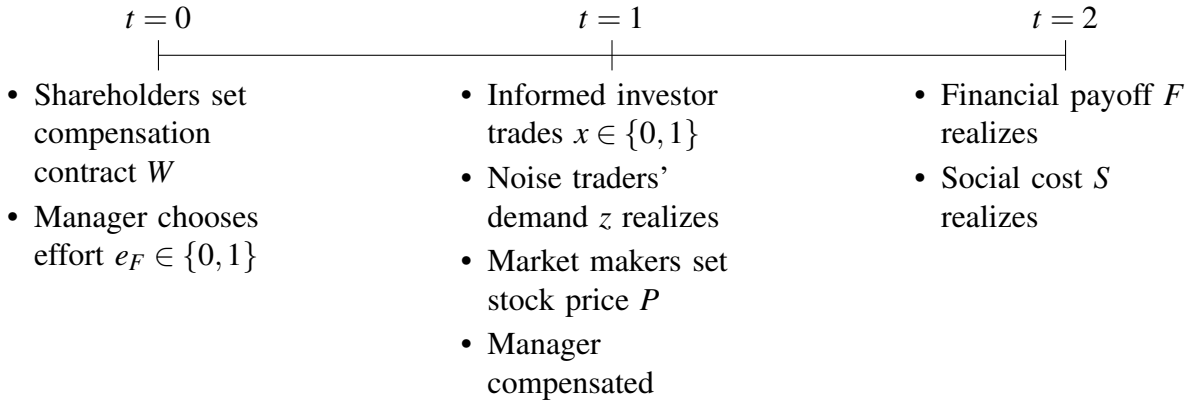 t = 0
t = 1
t = 2
• Shareholders set
compensation
contract W
• Manager chooses
effort e_F ∈ {0,1}
• Informed investor
trades x ∈ {0,1}
• Noise traders'
demand z realizes
• Market makers set
stock price P
• Manager
compensated
• Financial payoff F
realizes
• Social cost S
realizes